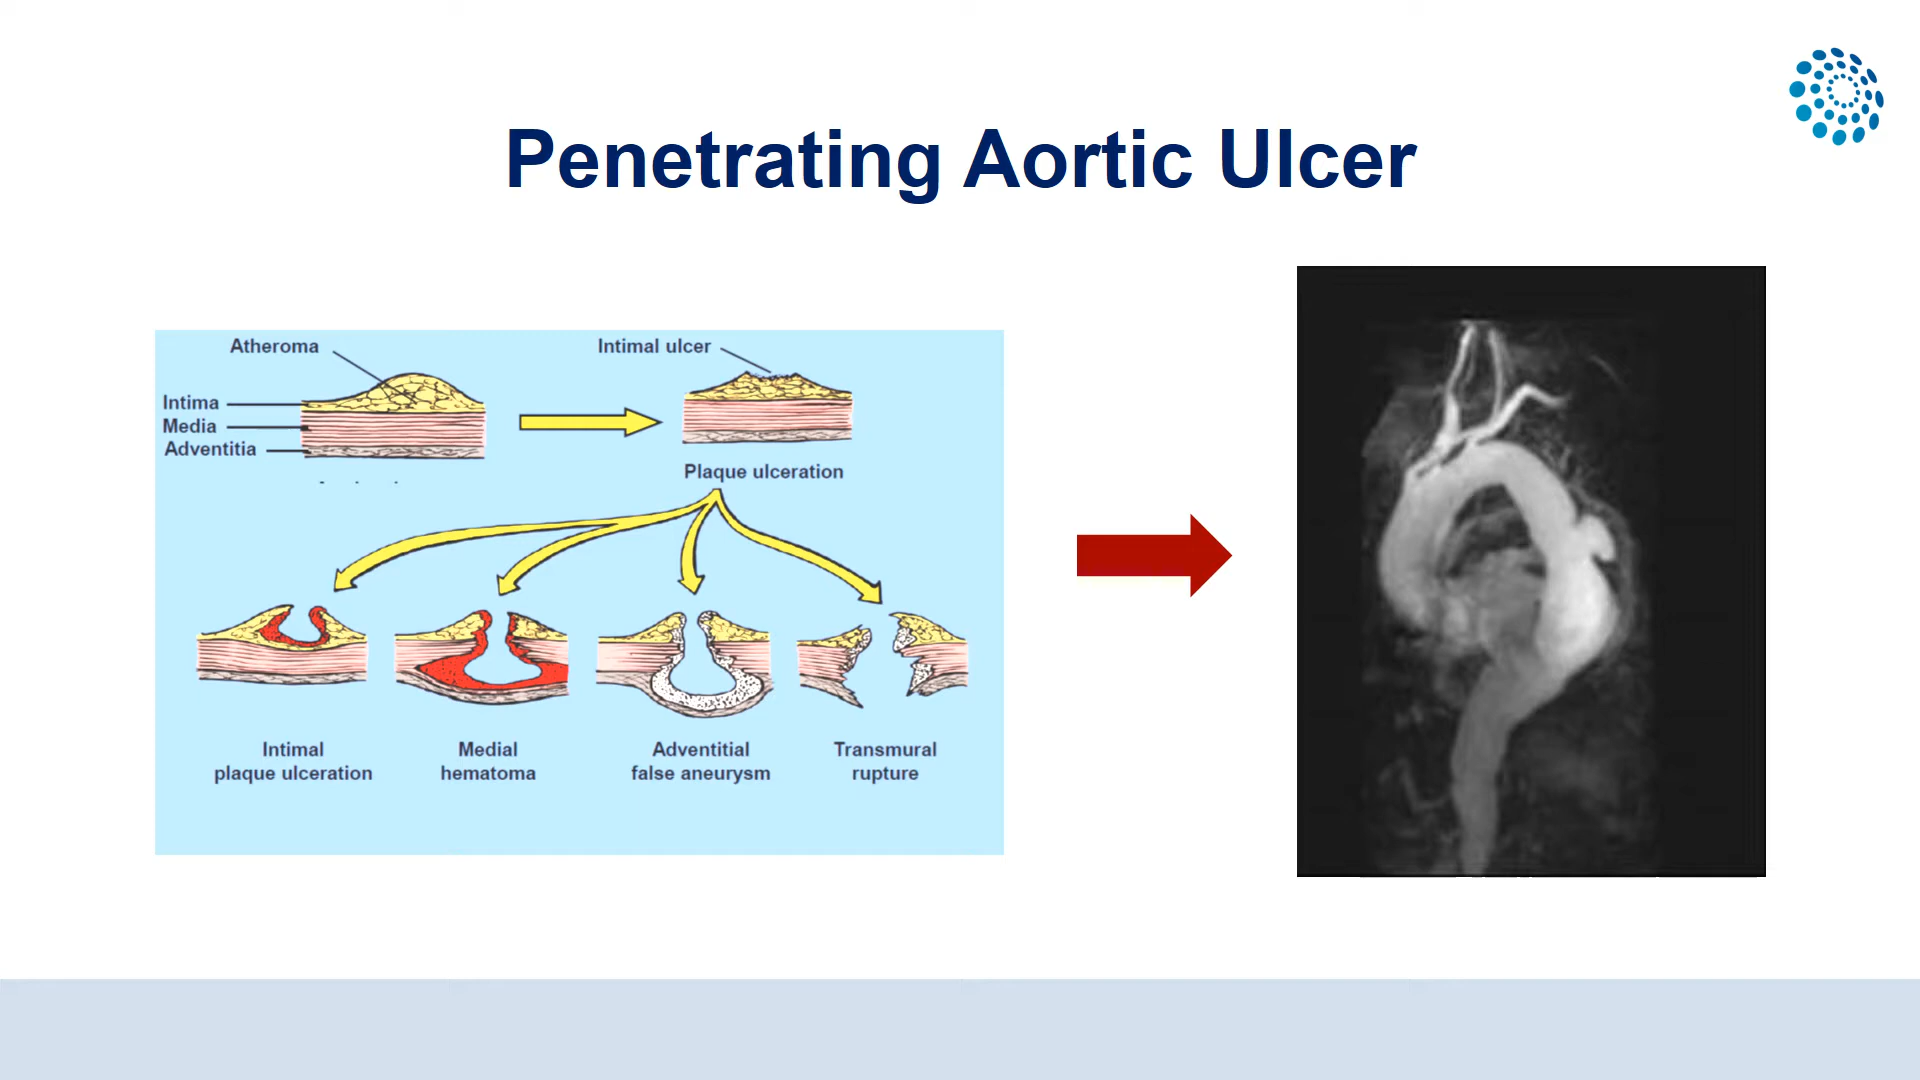 Penetrating Aortic Ulcer
Atheroma
Intimal ulcer
Intima
Media
Adventitia
Plaque ulceration
Intimal
plaque ulceration
Medial
hematoma
Adventitial
false aneurysm
Transmural
rupture